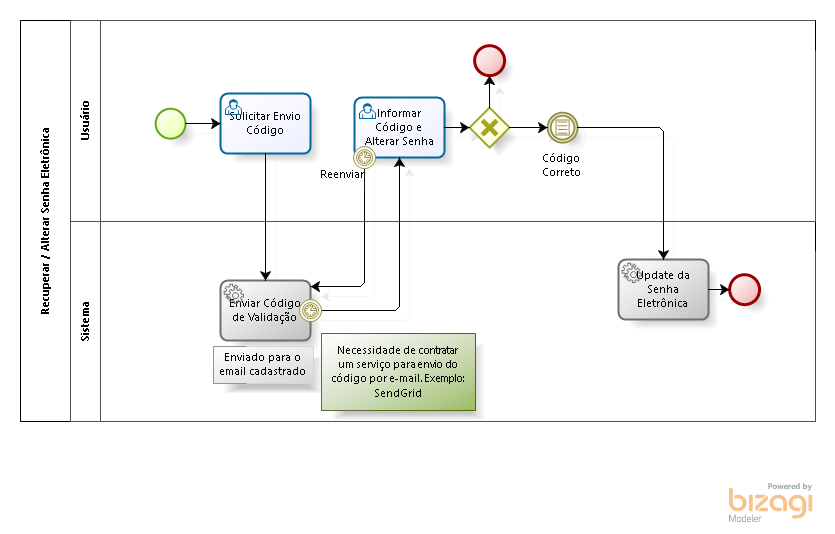 Recuperar / Alterar Senha Eletrônica
Usuário
Solicitar Envio
Código
Informar
Código e
Alterar Senha
Reenviar
Código
Correto
Sistema
Enviar Código
de Validação
Enviado para o
email cadastrado
Necessidade de contratar
um serviço para envio do
código por e-mail. Exemplo:
SendGrid
Update da
Senha
Eletrônica
Powered by
bizagi
Modeler